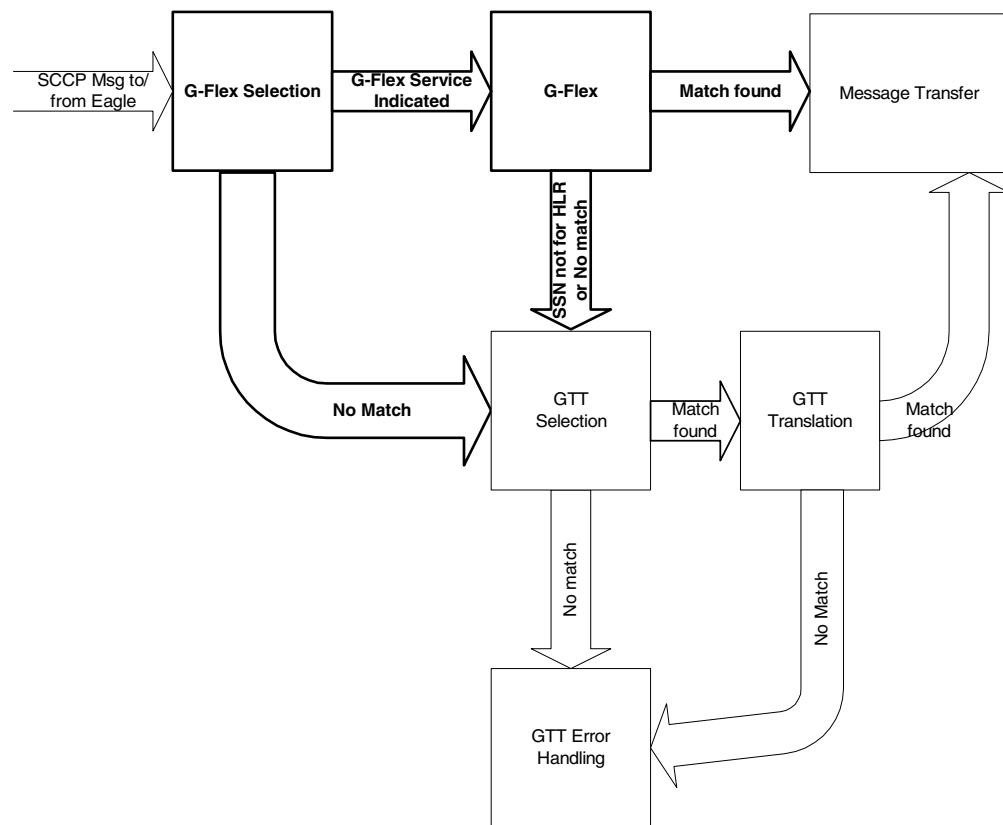 SCCP Msg to/
from Eagle
G-Flex Selection
G-Flex Service
Indicated
G-Flex
Match found
Message Transfer
SSN not for HLR
or No match
No Match
GTT
Selection
Match
found
GTT
Translation
Match
found
No match
No Match
GTT Error
Handling